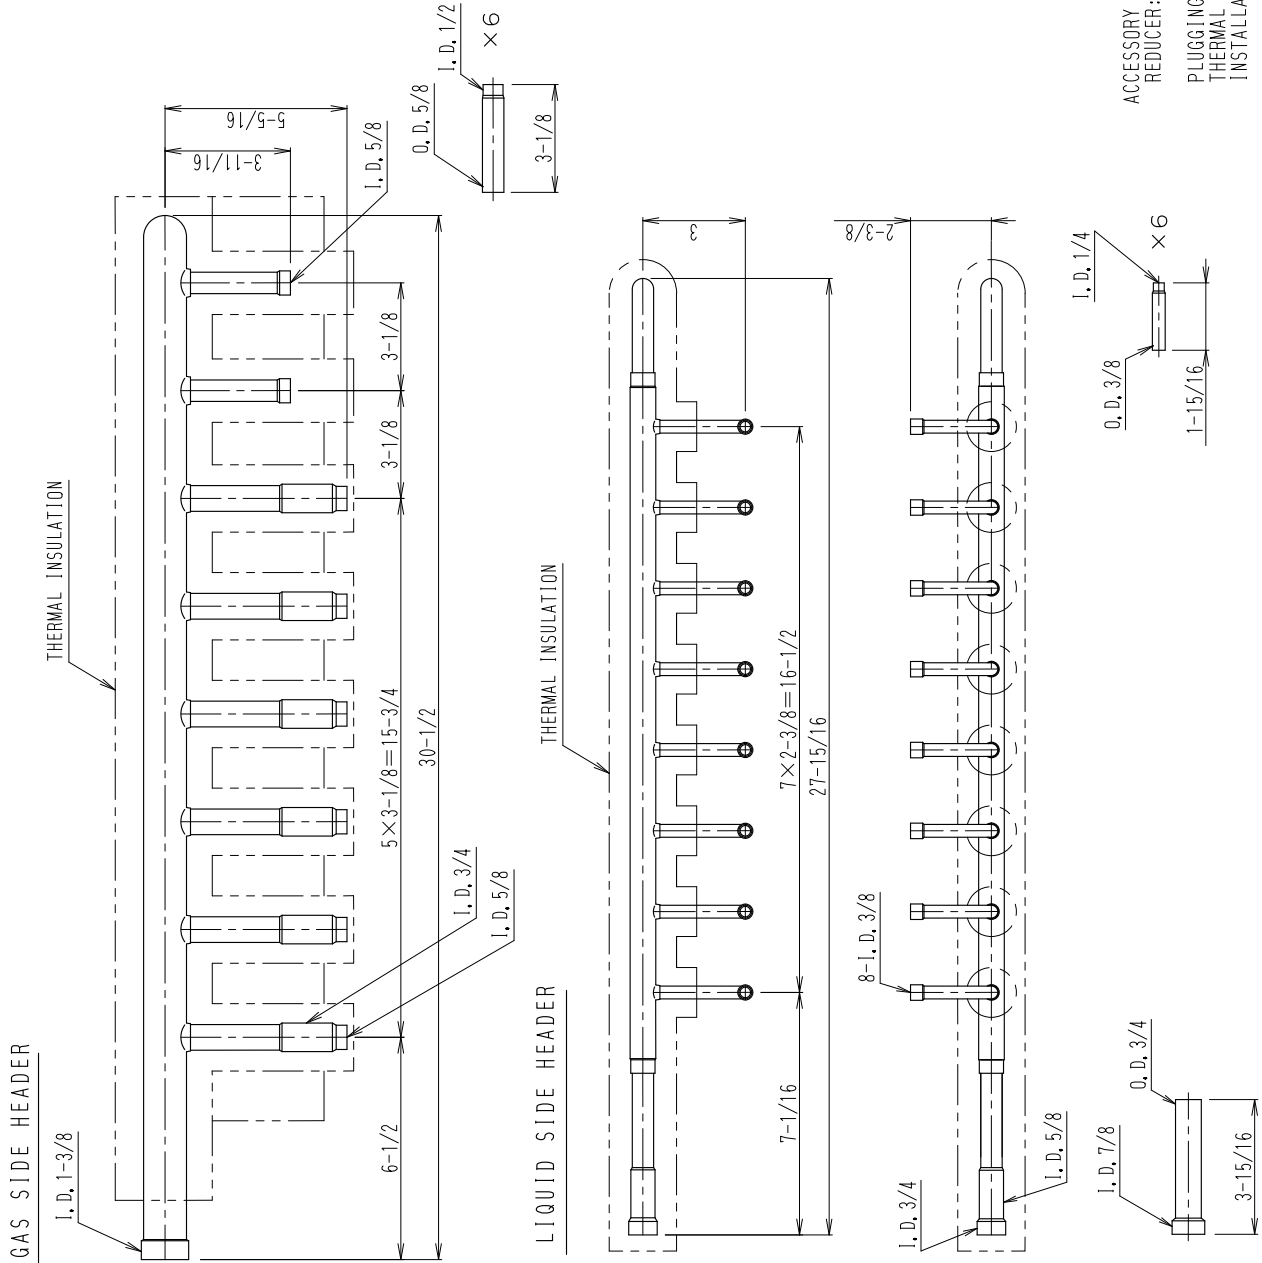 GAS SIDE HEADER
I.D.1-3/8
THERMAL INSULATION
6-1/2
5×3-1/8=15-3/4
3-1/8
3-1/8
30-1/2
3-11/16
5-5/16
I.D.5/8
I.D.3/4
I.D.5/8
O.D.5/8
I.D.1/2
×6
3-1/8
LIQUID SIDE HEADER
THERMAL INSULATION
7-1/16
7×2-3/8=16-1/2
27-15/16
3
2-3/8
8-I.D.3/8
I.D.3/4
I.D.5/8
O.D.3/8
I.D.1/4
×6
1-15/16
I.D.7/8
O.D.3/4
3-15/16
ACCESSORY
REDUCER:
PLUGGING
THERMAL
INSTALLA